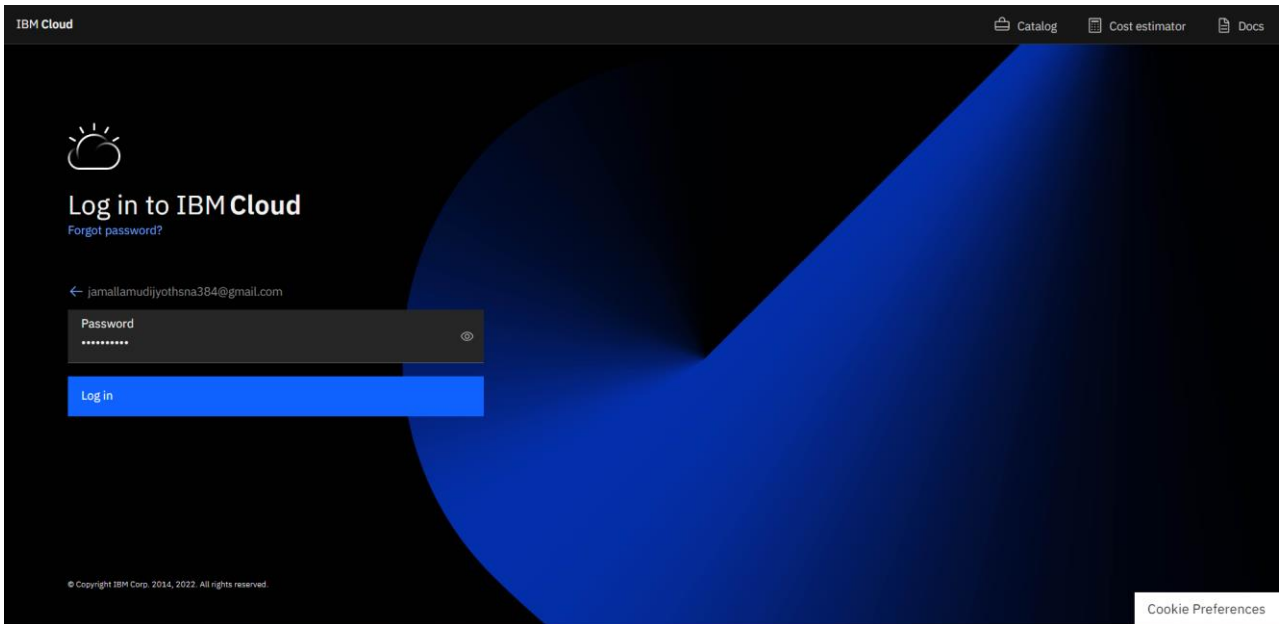 IBM Cloud
Catalog
Cost estimator
Docs
Log in to IBM Cloud
Forgot password?
← jamallamudijyothsna384@gmail.com
Password
••••••••••
Log in
© Copyright IBM Corp. 2014, 2022. All rights reserved.
Cookie Preferences